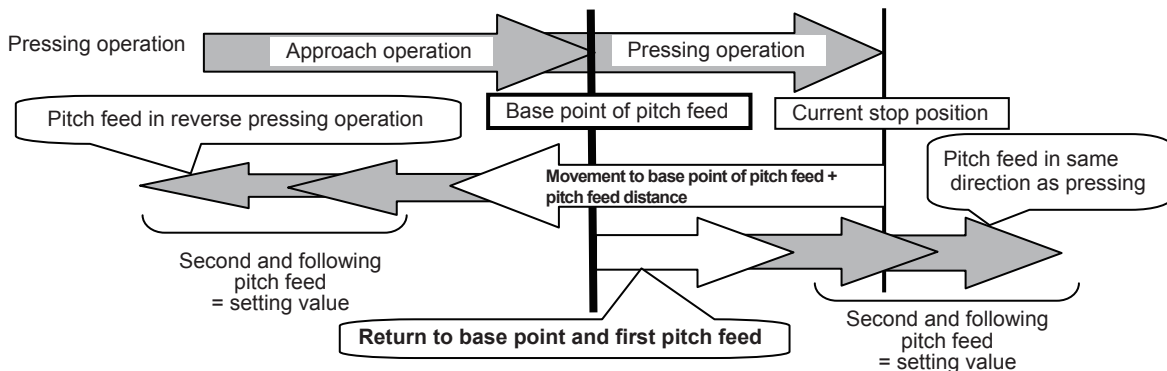 Pressing operation
Approach operation
Pressing operation
Base point of pitch feed
Current stop position
Pitch feed in reverse pressing operation
Movement to base point of pitch feed +
pitch feed distance
Pitch feed in same
direction as pressing
Second and following
pitch feed
= setting value
Return to base point and first pitch feed
Second and following
pitch feed
= setting value